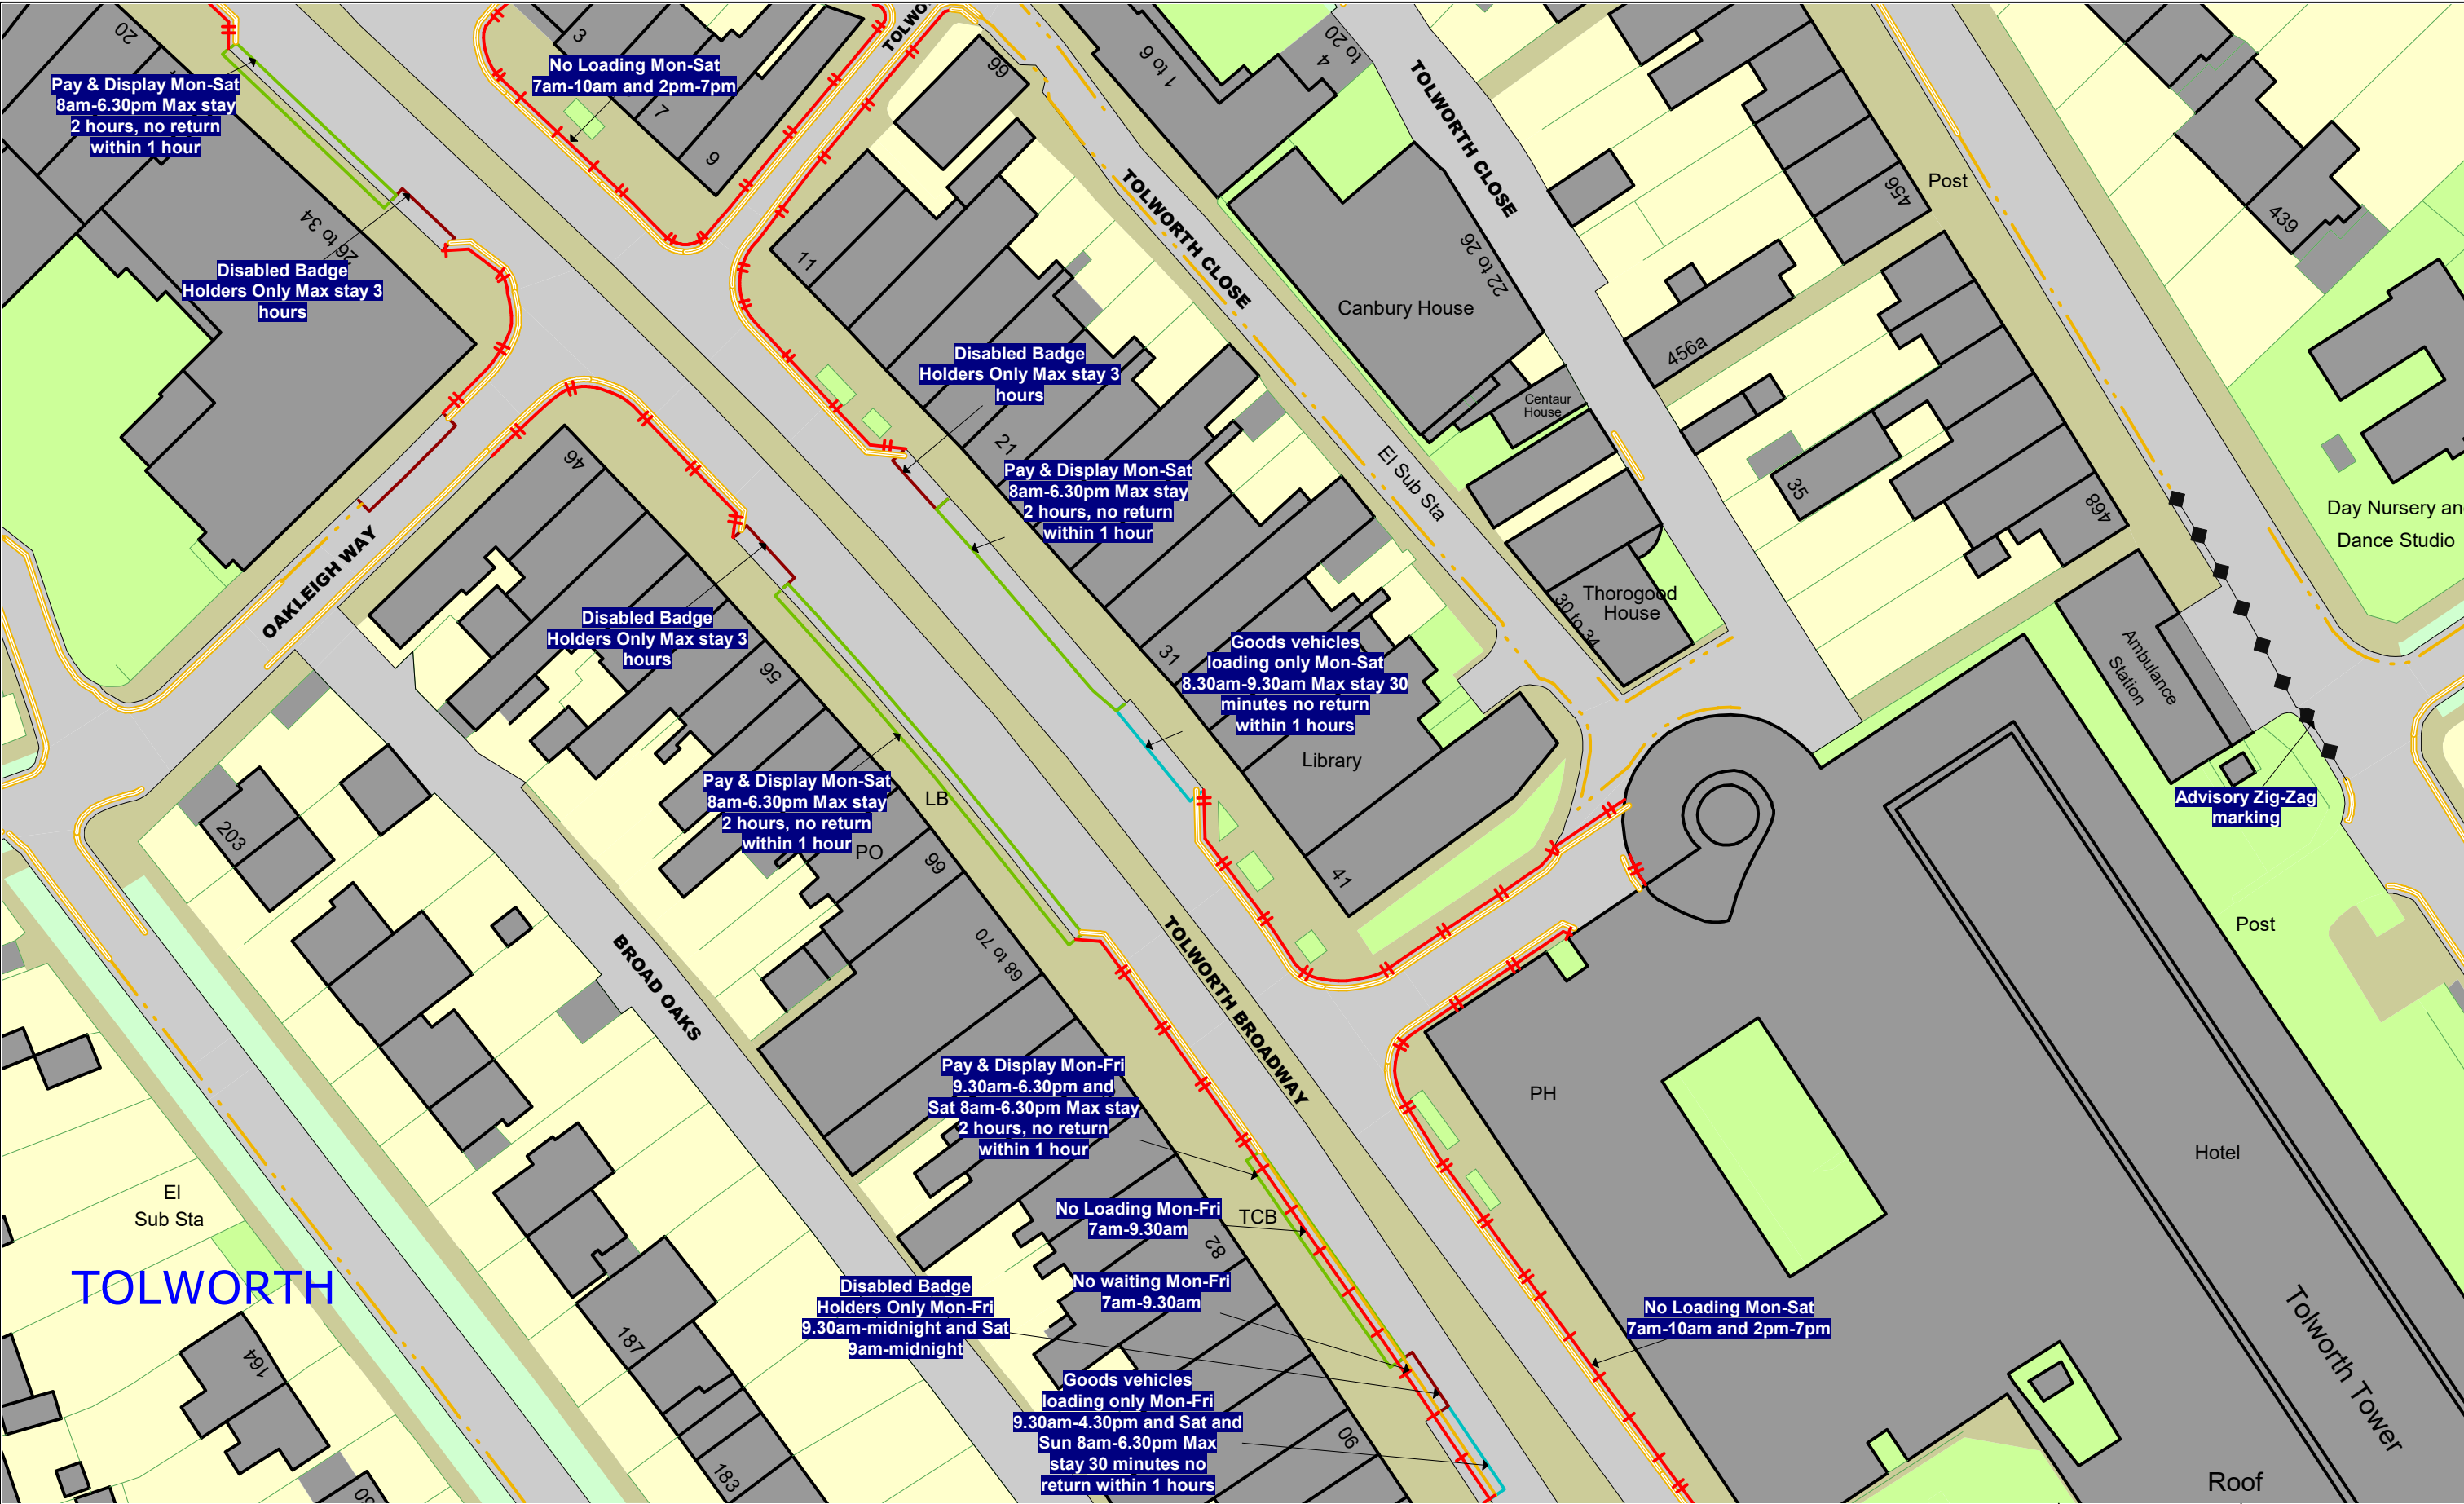 20
3
7
9
TOLWO
66
1 to 6
4
to 20
Pay & Display Mon-Sat
8am-6.30pm Max stay
2 hours, no return
within 1 hour
No Loading Mon-Sat
7am-10am and 2pm-7pm
TOLWORTH CLOSE
TOLWORTH CLOSE
456
Post
439
26 to 34
Disabled Badge
Holders Only Max stay 3
hours
11
22 to 26
Canbury House
456a
Disabled Badge
Holders Only Max stay 3
hours
Centaur
House
46
21
Pay & Display Mon-Sat
8am-6.30pm Max stay
2 hours, no return
within 1 hour
El Sub Sta
35
468
Day Nursery an
Dance Studio
OAKLEIGH WAY
Disabled Badge
Holders Only Max stay 3
hours
56
31
Goods vehicles
loading only Mon-Sat
8.30am-9.30am Max stay 30
minutes no return
within 1 hours
Thorogood
House
30 to 34
Ambulance
Station
Library
Pay & Display Mon-Sat
8am-6.30pm Max stay
2 hours, no return
within 1 hour
LB
PO
66
203
41
Advisory Zig-Zag
marking
68 to 70
Post
BROAD OAKS
TOLWORTH BROADWAY
Pay & Display Mon-Fri
9.30am-6.30pm and
Sat 8am-6.30pm Max stay
2 hours, no return
within 1 hour
PH
Hotel
El
Sub Sta
TOLWORTH
No Loading Mon-Fri
7am-9.30am
TCB
82
No waiting Mon-Fri
7am-9.30am
Disabled Badge
Holders Only Mon-Fri
9.30am-midnight and Sat
9am-midnight
No Loading Mon-Sat
7am-10am and 2pm-7pm
187
164
Goods vehicles
loading only Mon-Fri
9.30am-4.30pm and Sat and
Sun 8am-6.30pm Max
stay 30 minutes no
return within 1 hours
90
183
Tolworth Tower
Roof